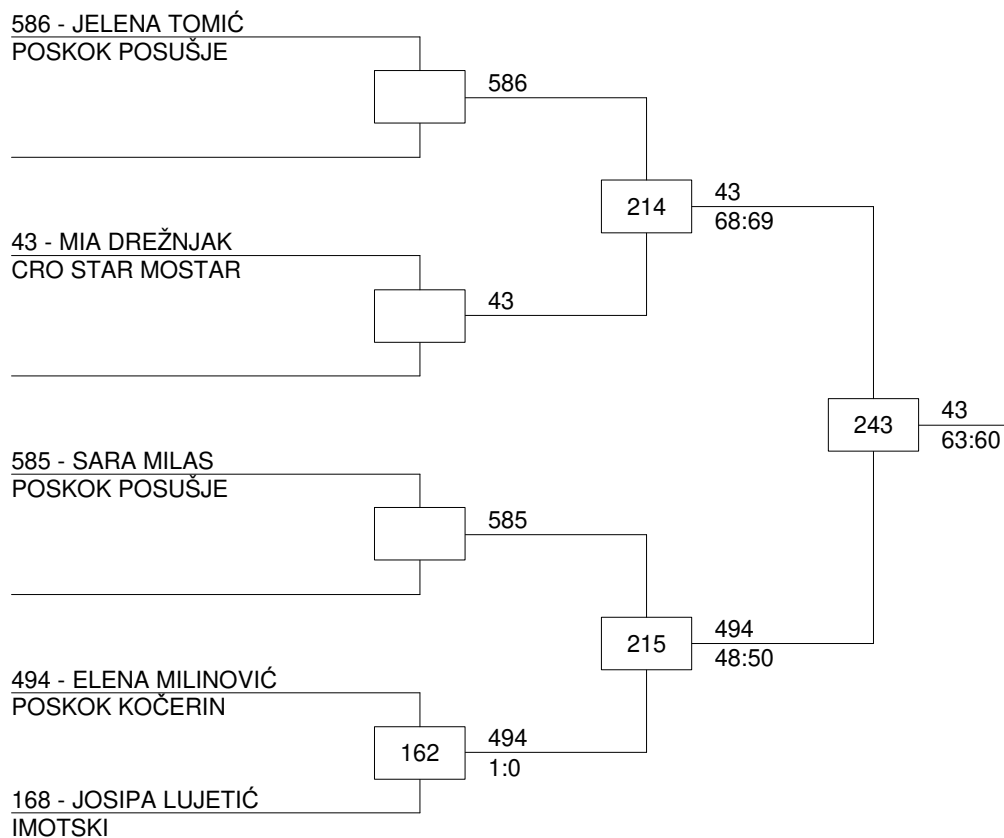 586 - JELENA TOMIĆ
POSKOK POSUŠJE
586
214
43
68:69
43 - MIA DREŽNJAK
CRO STAR MOSTAR
43
243
43
63:60
585 - SARA MILAS
POSKOK POSUŠJE
585
215
494
48:50
494 - ELENA MILINOVIĆ
POSKOK KOČERIN
162
494
1:0
168 - JOSIPA LUJETIĆ
IMOTSKI